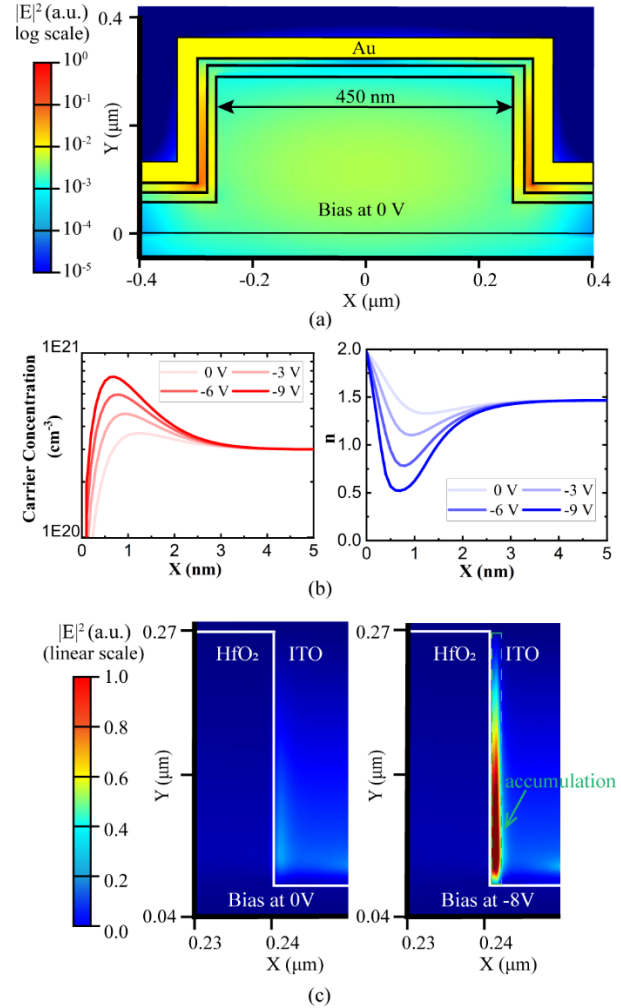 |E|² (a.u.)
log scale)
10⁰
10⁻¹
10⁻²
10⁻³
10⁻⁴
10⁻⁵
0.4
Y (μm)
0
Au
450 nm
Bias at 0 V
-0.4 -0.2 0 0.2 0.4
X (μm)
(a)
1E21
Carrier Concentration
(cm⁻³)
1E20
0 V -3 V
-6 V -9 V
0 1 2 3 4 5
X (nm)
2.0
1.5
n
1.0
0.5
0.0
0 V -3 V
-6 V -9 V
0 1 2 3 4 5
X (nm)
(b)
|E|² (a.u.)
(linear scale)
1.0
0.8
0.6
0.4
0.2
0.0
0.27
Y (μm)
0.04
HfO₂ ITO
Bias at 0V
0.23 0.24
X (μm)
0.27
Y (μm)
0.04
HfO₂ ITO
accumulation
Bias at -8V
0.23 0.24
X (μm)
(c)